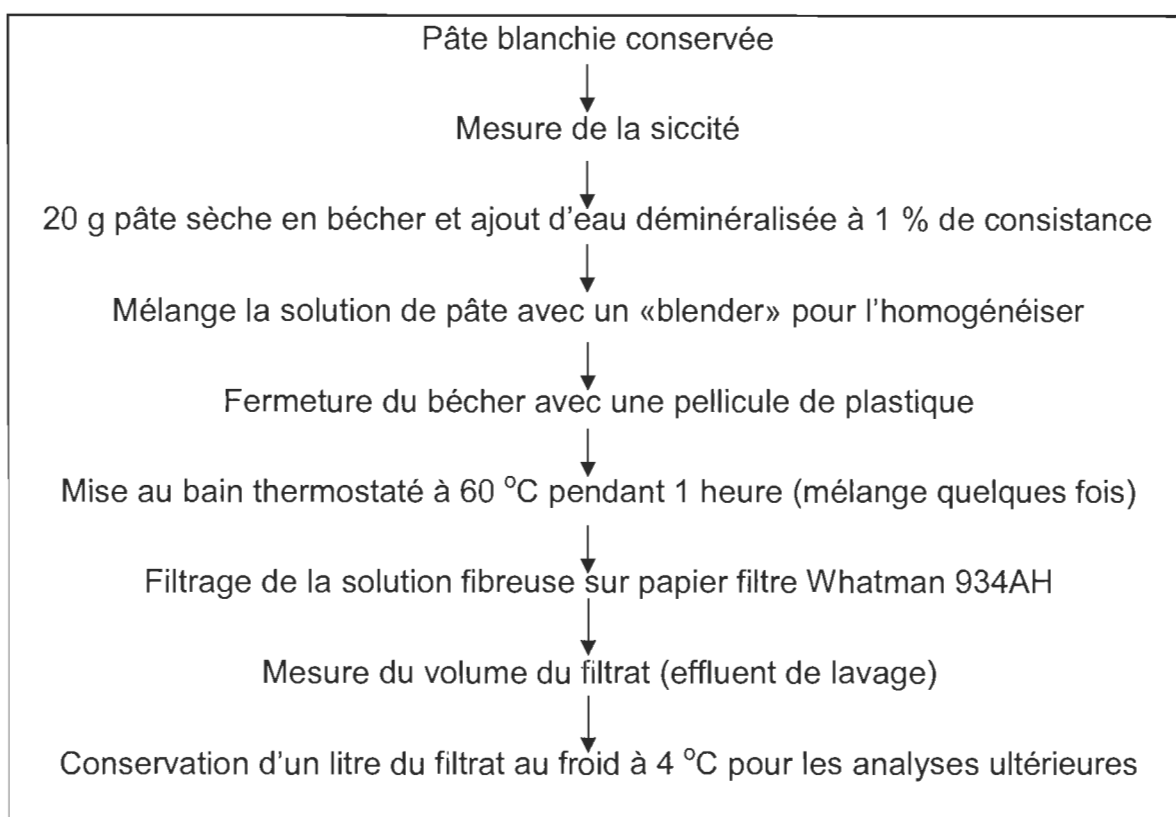 Pâte blanchie conservée
Mesure de la siccité
20 g pâte sèche en bécher et ajout d'eau déminéralisée à 1 % de consistance
Mélange la solution de pâte avec un «blender» pour l'homogénéiser
Fermeture du bécher avec une pellicule de plastique
Mise au bain thermostaté à 60 °C pendant 1 heure (mélange quelques fois)
Filtrage de la solution fibreuse sur papier filtre Whatman 934AH
Mesure du volume du filtrat (effluent de lavage)
Conservation d'un litre du filtrat au froid à 4 °C pour les analyses ultérieures